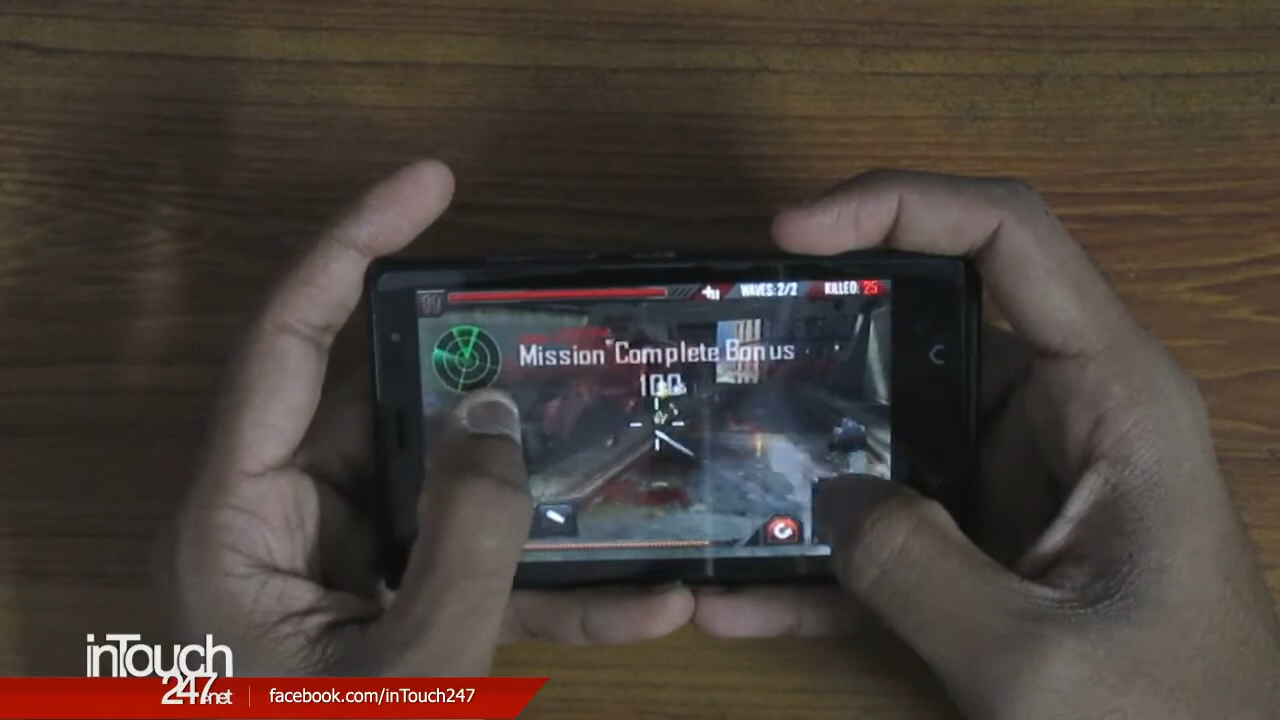 WAVES: 2/2
KILLED: 25
Mission Complete Bonus
100
inTouch
247.net
facebook.com/inTouch247